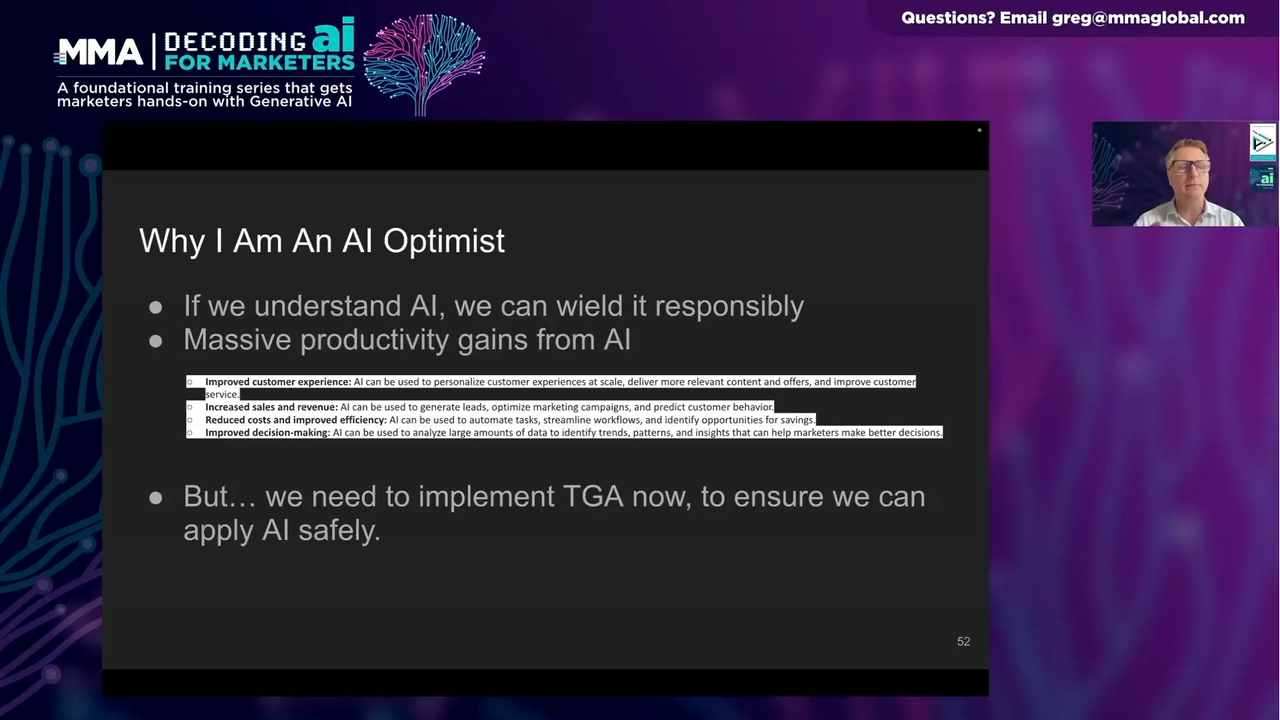 Questions? Email greg@mmaglobal.com
MMA | DECODING ai
FOR MARKETERS
A foundational training series that gets
marketers hands-on with Generative AI
Why I Am An AI Optimist
● If we understand AI, we can wield it responsibly
● Massive productivity gains from AI
○ Improved customer experience: AI can be used to personalize customer experiences at scale, deliver more relevant content and offers, and improve customer
service.
○ Increased sales and revenue: AI can be used to generate leads, optimize marketing campaigns, and predict customer behavior.
○ Reduced costs and improved efficiency: AI can be used to automate tasks, streamline workflows, and identify opportunities for savings.
○ Improved decision-making: AI can be used to analyze large amounts of data to identify trends, patterns, and insights that can help marketers make better decisions.
● But… we need to implement TGA now, to ensure we can
apply AI safely.
52
ai